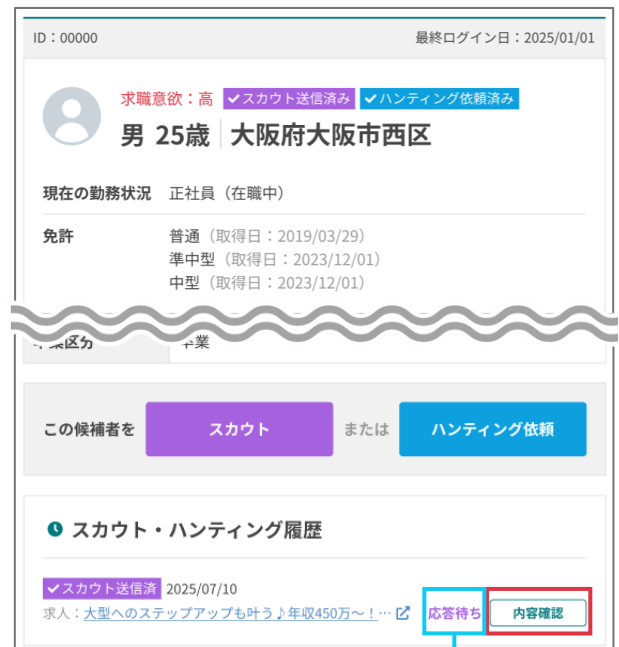 ID：00000 最終ログイン日：2025/01/01
求職意欲：高 ✓スカウト送信済み ✓ハンティング依頼済み
男 25歳 大阪府大阪市西区
現在の勤務状況 正社員（在職中）
免許 普通（取得日：2019/03/29）
準中型（取得日：2023/12/01）
中型（取得日：2023/12/01）
卒業区分 卒業
この候補者を スカウト または ハンティング依頼
スカウト・ハンティング履歴
✓スカウト送信済 2025/07/10
求人：大型へのステップアップも叶う♪年収450万～！… 応答待ち 内容確認